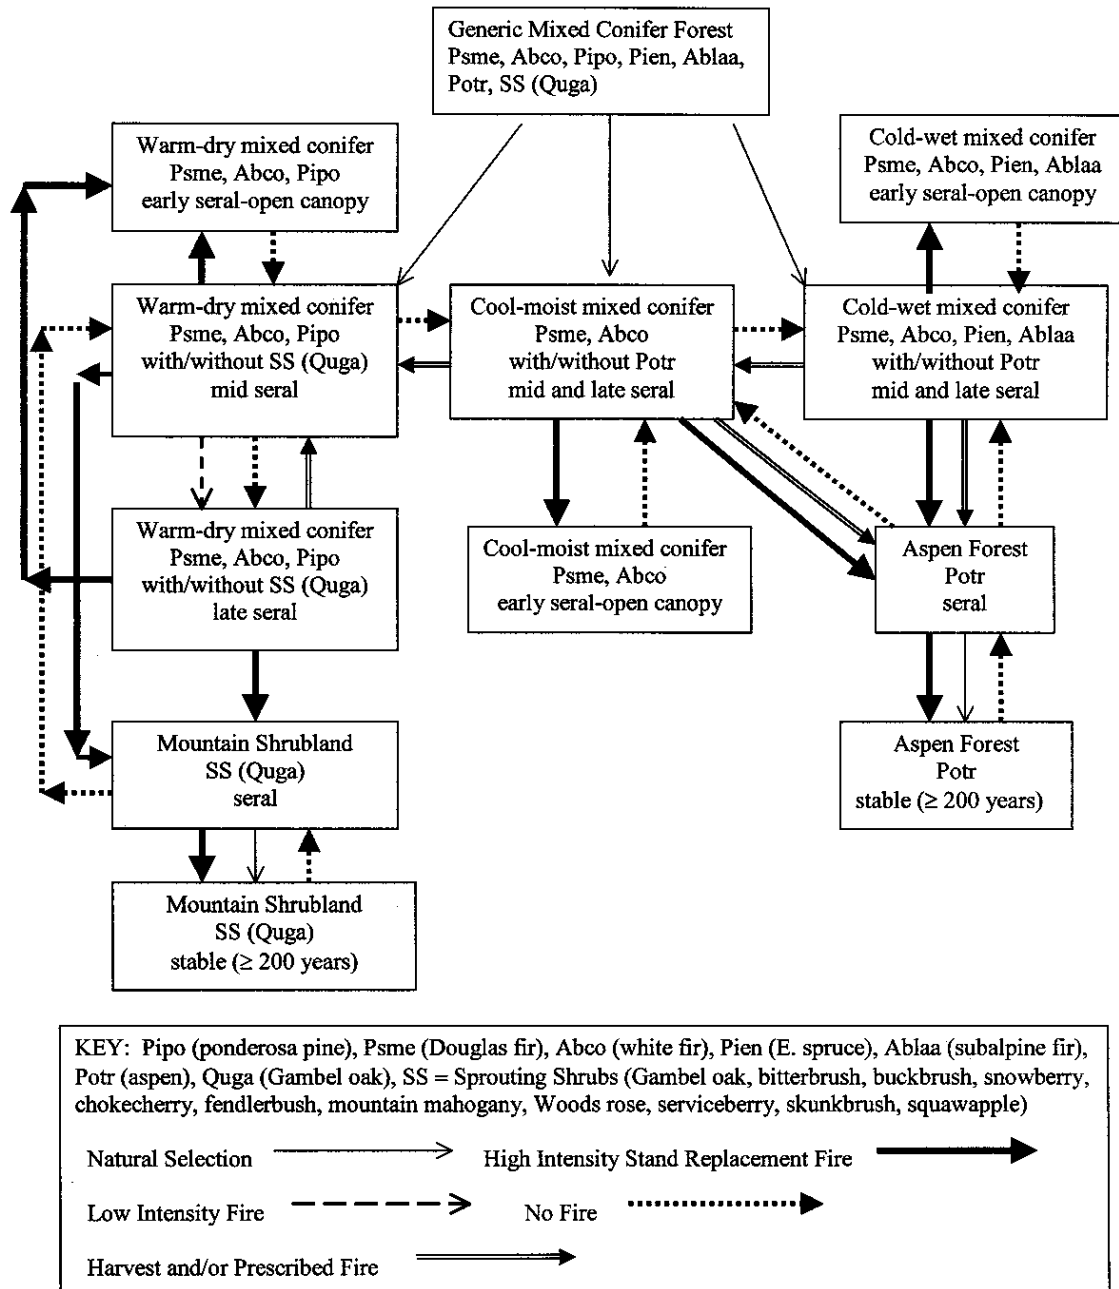 Generic Mixed Conifer Forest
Psme, Abco, Pipo, Pien, Ablaa,
Potr, SS (Quga)
Warm-dry mixed conifer
Psme, Abco, Pipo
early seral-open canopy
Cold-wet mixed conifer
Psme, Abco, Pien, Ablaa
early seral-open canopy
Warm-dry mixed conifer
Psme, Abco, Pipo
with/without SS (Quga)
mid seral
Cool-moist mixed conifer
Psme, Abco
with/without Potr
mid and late seral
Cold-wet mixed conifer
Psme, Abco, Pien, Ablaa
with/without Potr
mid and late seral
Warm-dry mixed conifer
Psme, Abco, Pipo
with/without SS (Quga)
late seral
Cool-moist mixed conifer
Psme, Abco
early seral-open canopy
Aspen Forest
Potr
seral
Mountain Shrubland
SS (Quga)
seral
Aspen Forest
Potr
stable (≥ 200 years)
Mountain Shrubland
SS (Quga)
stable (≥ 200 years)
KEY: Pipo (ponderosa pine), Psme (Douglas fir), Abco (white fir), Pien (E. spruce), Ablaa (subalpine fir),
Potr (aspen), Quga (Gambel oak), SS = Sprouting Shrubs (Gambel oak, bitterbrush, buckbrush, snowberry,
chokecherry, fendlerbush, mountain mahogany, Woods rose, serviceberry, skunkbrush, squawapple)
Natural Selection
High Intensity Stand Replacement Fire
Low Intensity Fire
No Fire
Harvest and/or Prescribed Fire